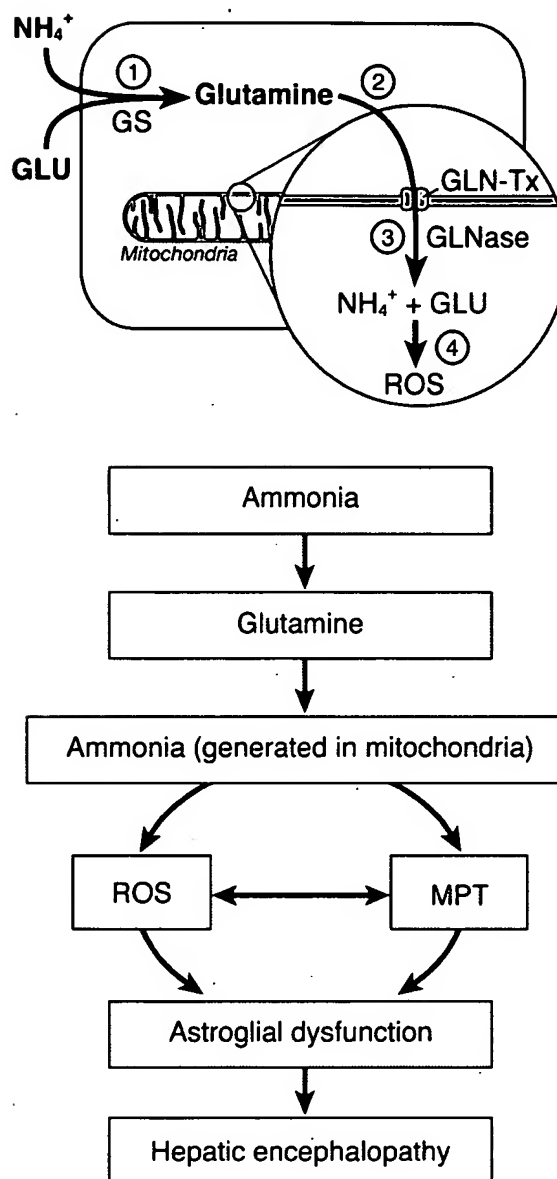 NH₄⁺
① ②
Glutamine
GS
GLU
GLN-Tx
Mitochondria
③ GLNase
NH₄⁺ + GLU
④
ROS
Ammonia
Glutamine
Ammonia (generated in mitochondria)
ROS MPT
Astroglial dysfunction
Hepatic encephalopathy